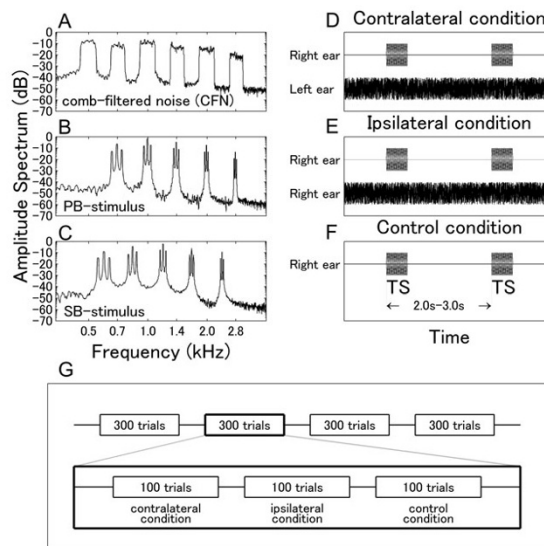 A
0
-10
-20
-30
-40
-50
-60
-70
comb-filtered noise (CFN)
B
0
-10
-20
-30
-40
-50
-60
-70
PB-stimulus
C
0
-10
-20
-30
-40
-50
-60
-70
SB-stimulus
Amplitude Spectrum (dB)
0.5 0.7 1.0 1.4 2.0 2.8
Frequency (kHz)
D Contralateral condition
Right ear
Left ear
E Ipsilateral condition
Right ear
Right ear
F Control condition
Right ear
TS TS
← 2.0s-3.0s →
Time
G
300 trials 300 trials 300 trials 300 trials
100 trials 100 trials 100 trials
contralateral condition ipsilateral condition control condition